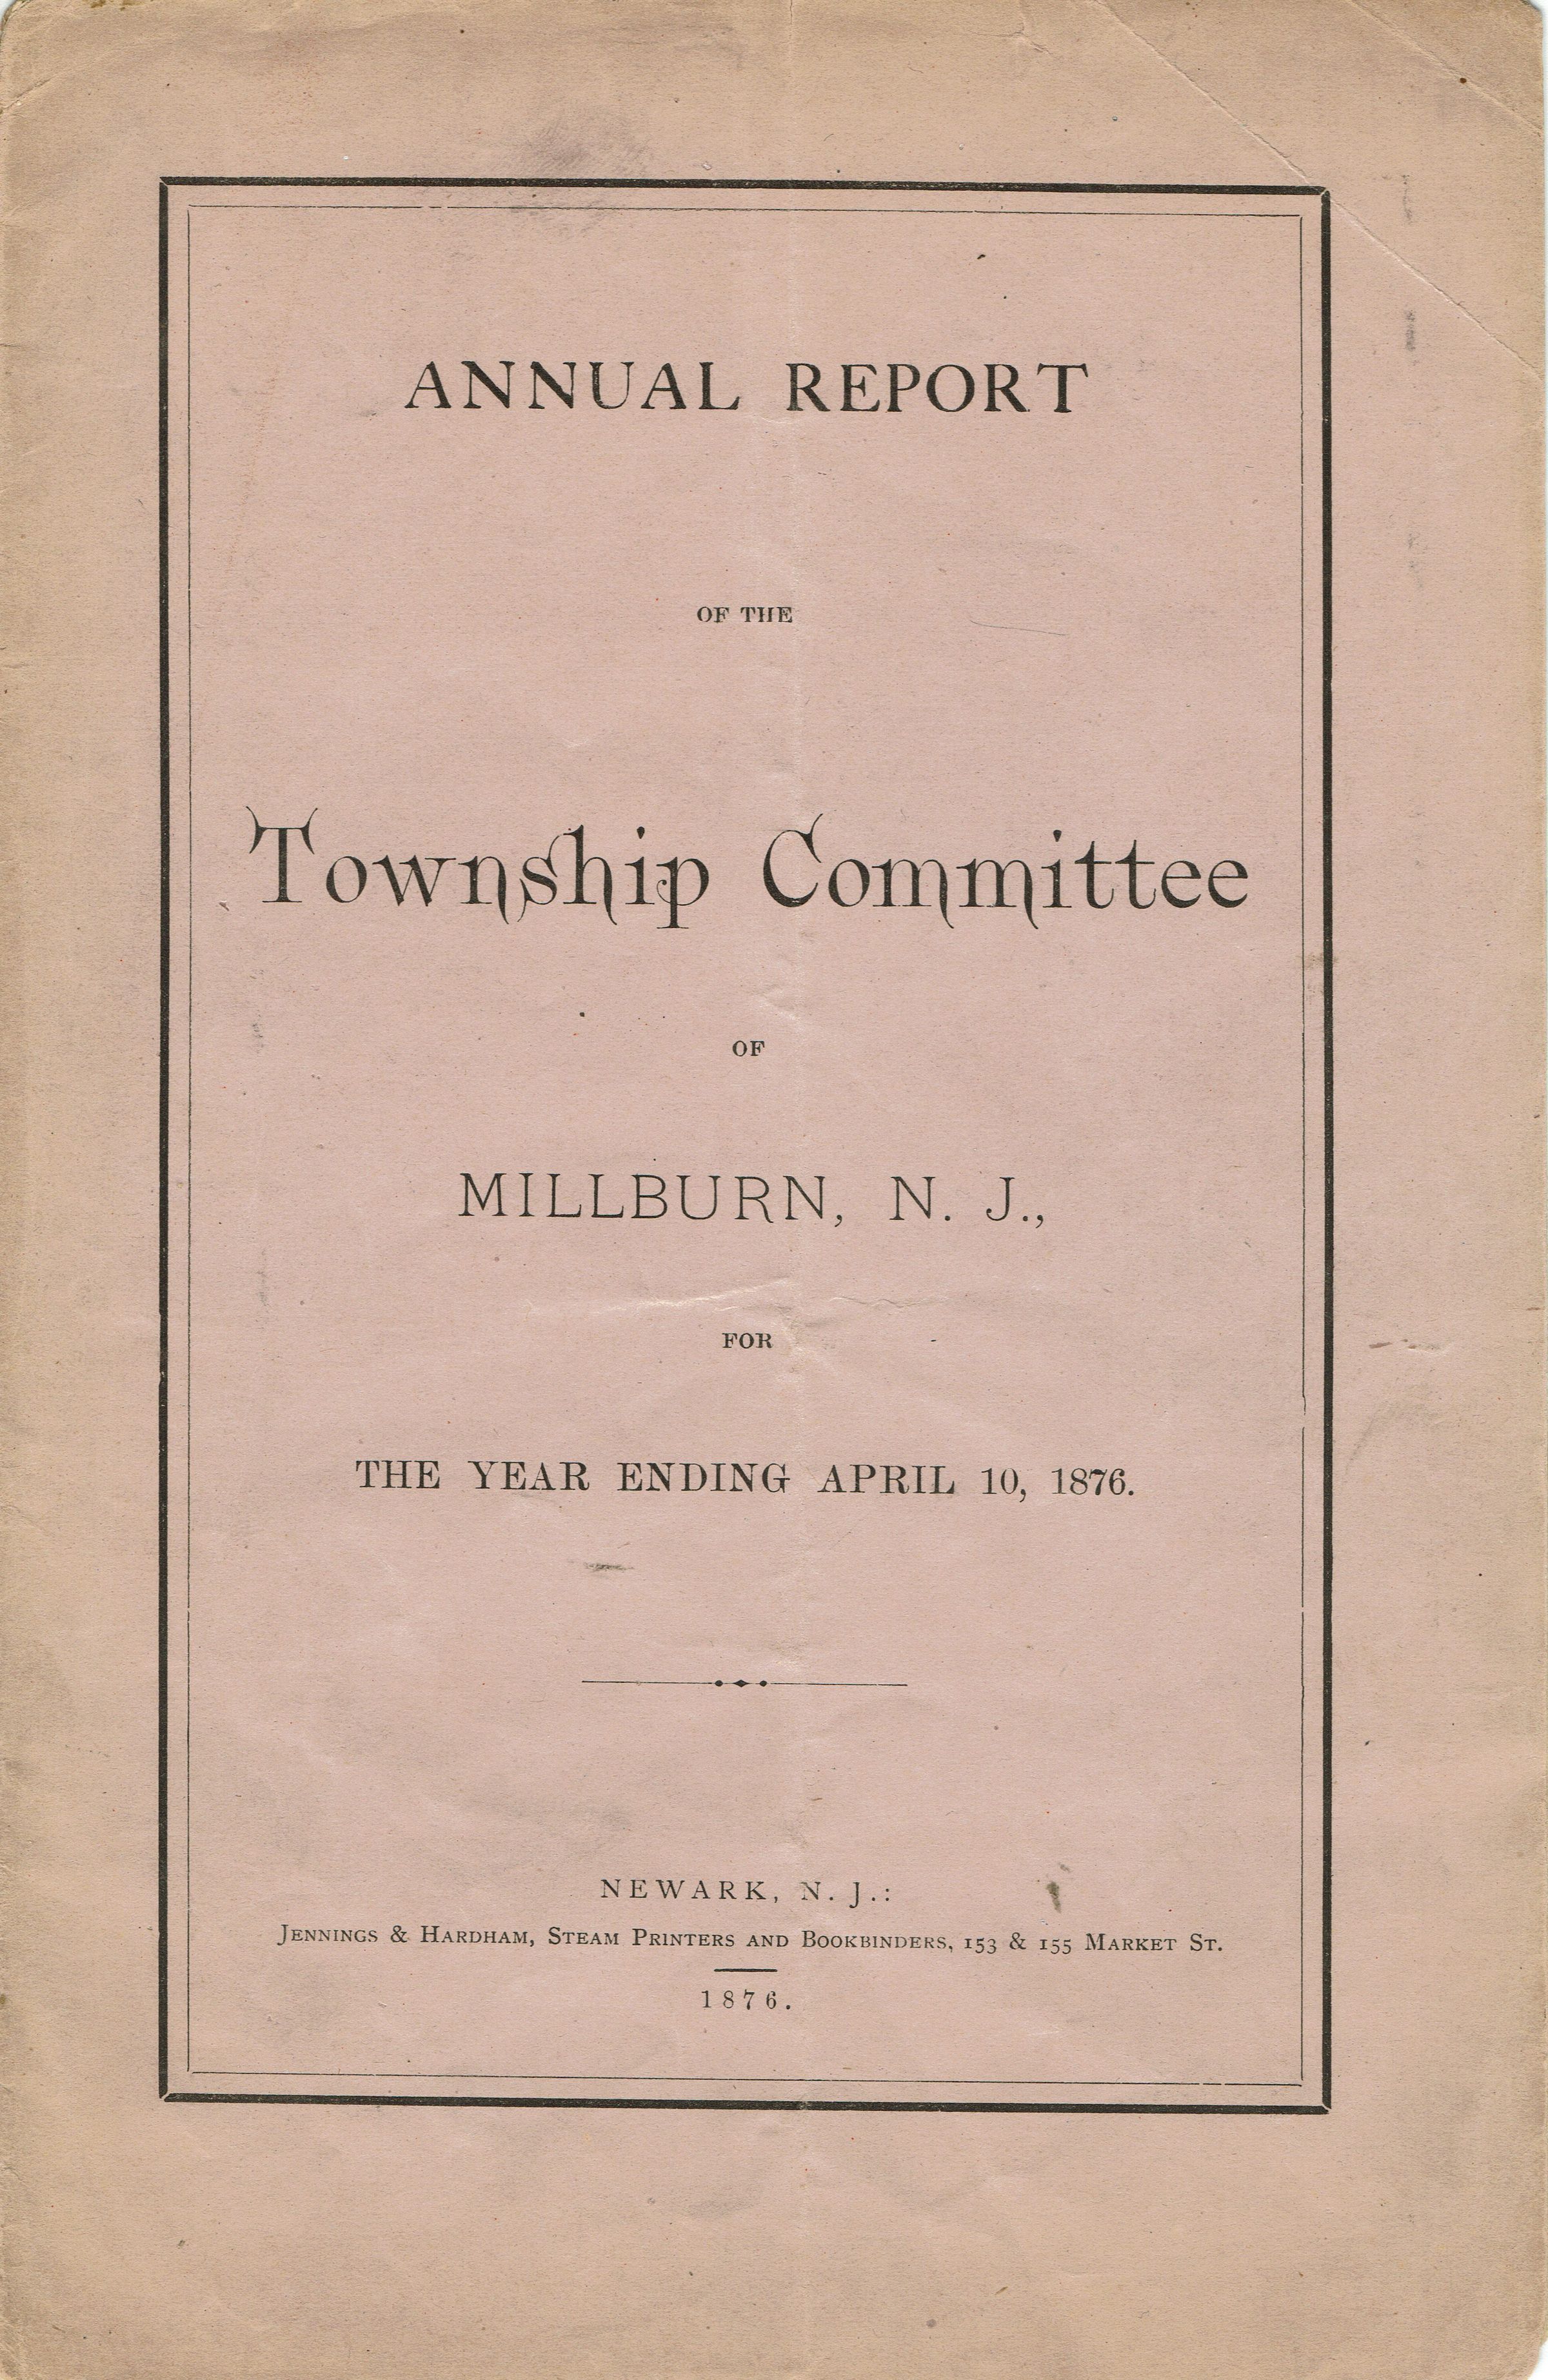 ANNUAL REPORT
OF THE
Township Committee
OF
MILLBURN, N. J.,
FOR
THE YEAR ENDING APRIL 10, 1876.
NEWARK, N. J.:
JENNINGS & HARDHAM, STEAM PRINTERS AND BOOKBINDERS, 153 & 155 MARKET ST.
1876.